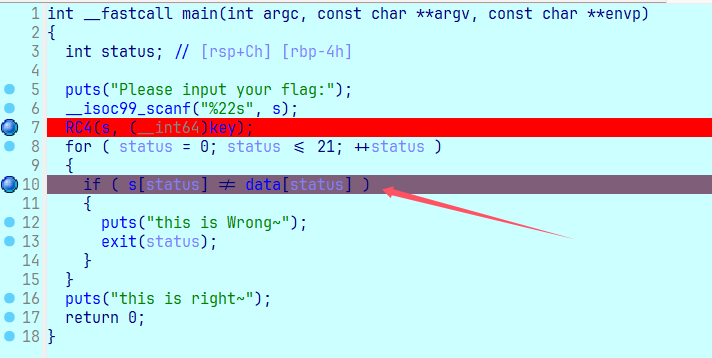 1 int __fastcall main(int argc, const char **argv, const char **envp)
2 {
3   int status; // [rsp+Ch] [rbp-4h]
4
5   puts("Please input your flag:");
6   __isoc99_scanf("%22s", s);
7   RC4(s, (__int64)key);
8   for ( status = 0; status ⩽ 21; ++status )
9   {
10     if ( s[status] ≠ data[status] )
11     {
12       puts("this is Wrong~");
13       exit(status);
14     }
15   }
16   puts("this is right~");
17   return 0;
18 }